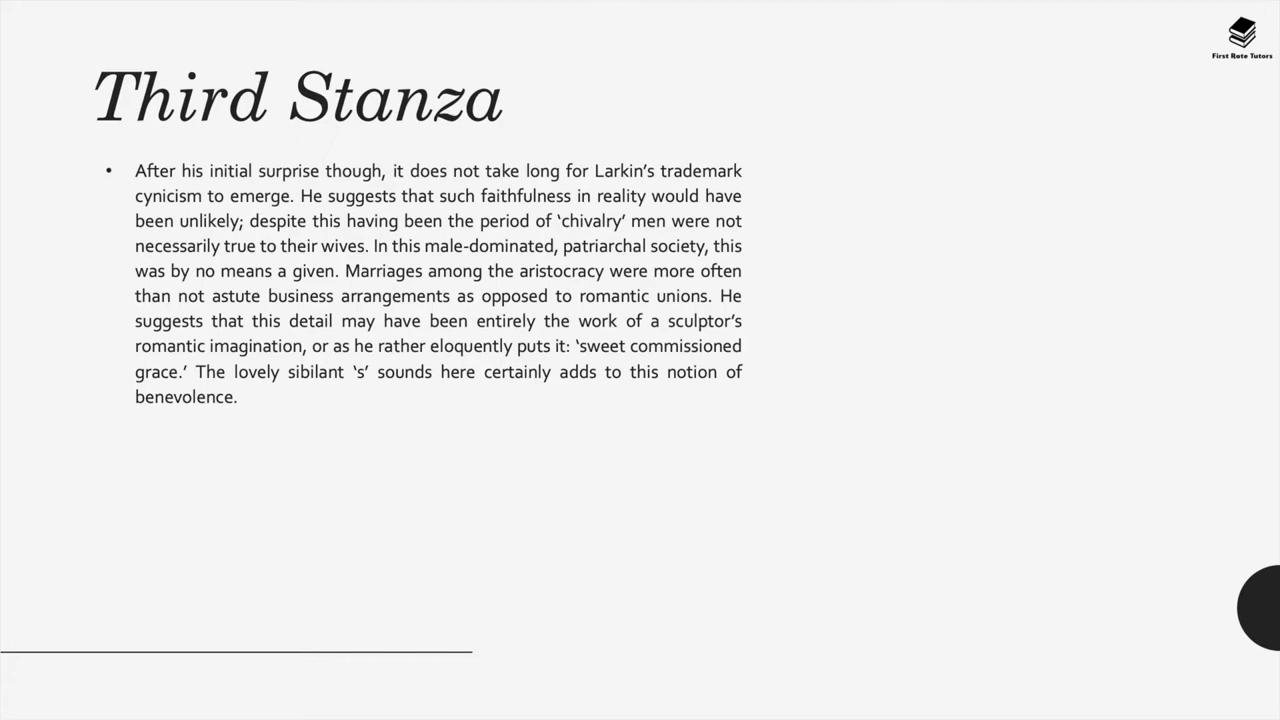 First Rate Tutors
Third Stanza
• After his initial surprise though, it does not take long for Larkin's trademark
cynicism to emerge. He suggests that such faithfulness in reality would have
been unlikely; despite this having been the period of ‘chivalry’ men were not
necessarily true to their wives. In this male-dominated, patriarchal society, this
was by no means a given. Marriages among the aristocracy were more often
than not astute business arrangements as opposed to romantic unions. He
suggests that this detail may have been entirely the work of a sculptor’s
romantic imagination, or as he rather eloquently puts it: ‘sweet commissioned
grace.’ The lovely sibilant ‘s’ sounds here certainly adds to this notion of
benevolence.